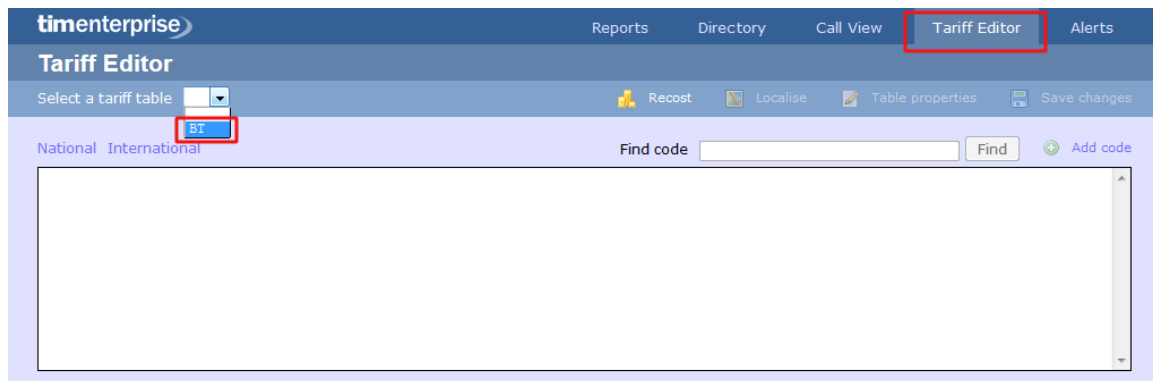 timenterprise Reports Directory Call View Tariff Editor Alerts
Tariff Editor
Select a tariff table Recost Localise Table properties Save changes
BT
National International Find code Find Add code